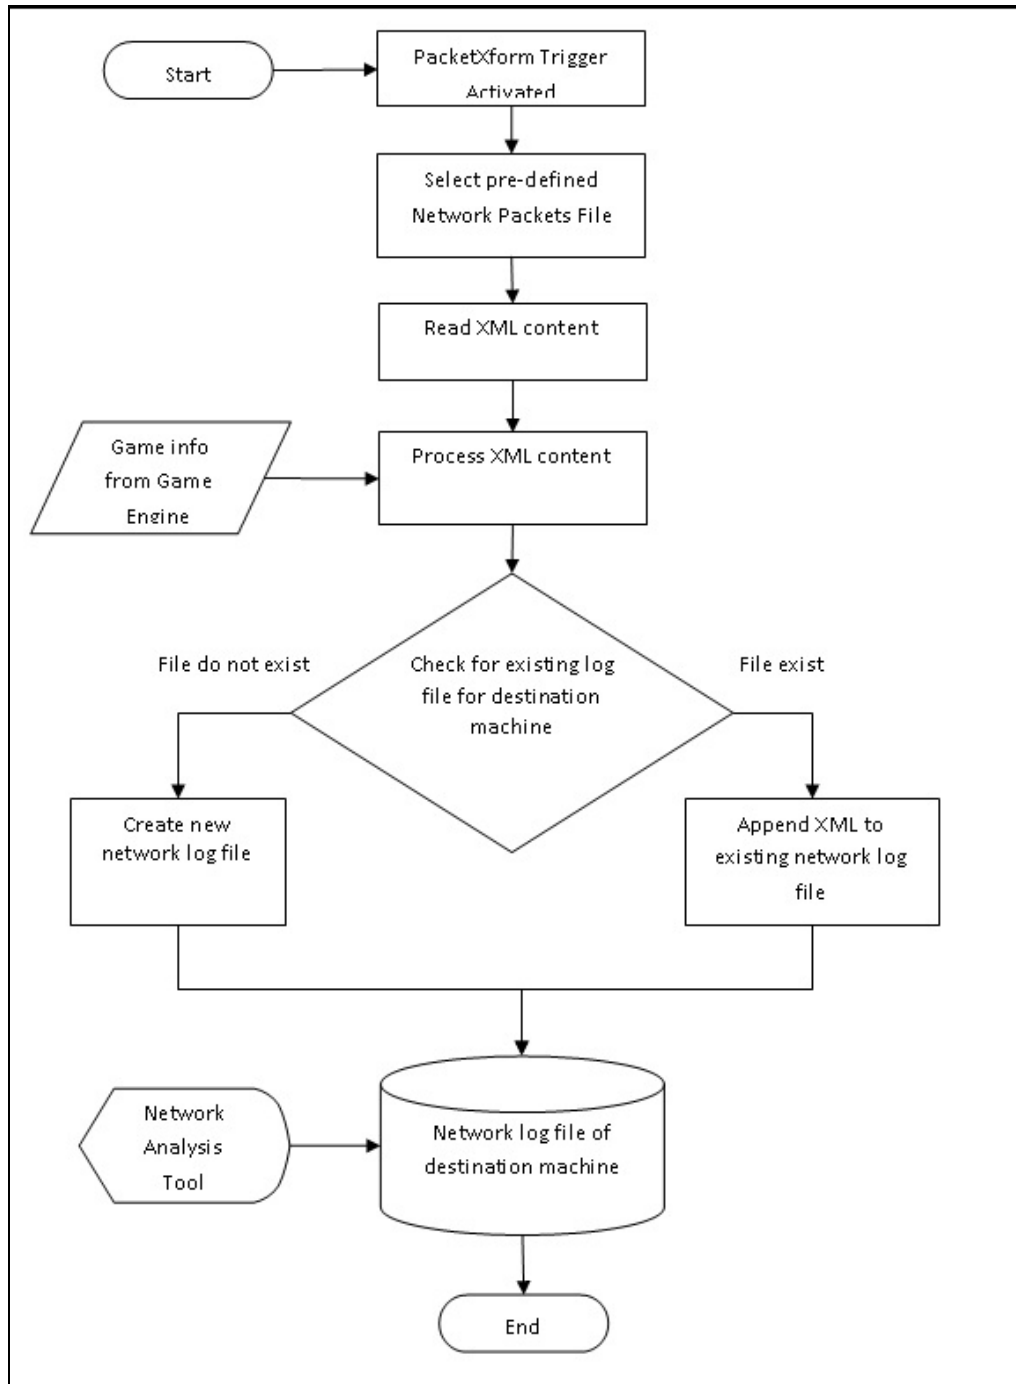 Start
PacketXform Trigger
Activated
Select pre-defined
Network Packets File
Read XML content
Game info
from Game
Engine
Process XML content
File do not exist
Check for existing log
file for destination
machine
File exist
Create new
network log file
Append XML to
existing network log
file
Network
Analysis
Tool
Network log file of
destination machine
End